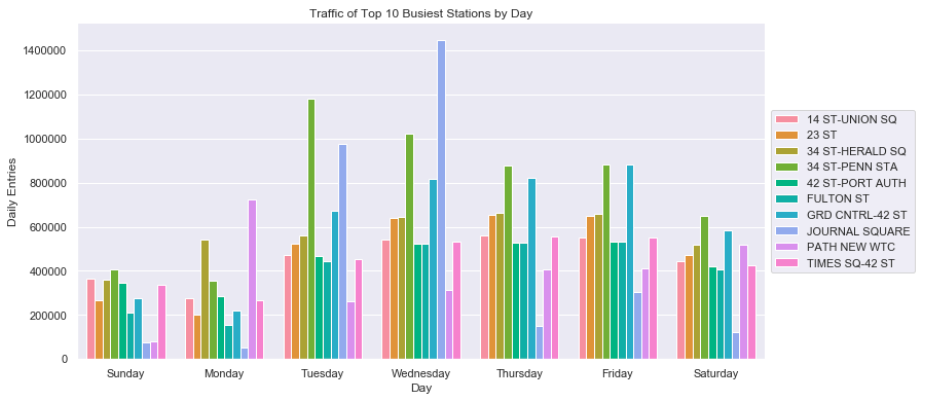 Traffic of Top 10 Busiest Stations by Day
Daily Entries
1400000
1200000
1000000
800000
600000
400000
200000
0
Sunday
Monday
Tuesday
Wednesday
Thursday
Friday
Saturday
Day
14 ST-UNION SQ
23 ST
34 ST-HERALD SQ
34 ST-PENN STA
42 ST-PORT AUTH
FULTON ST
GRD CNTRL-42 ST
JOURNAL SQUARE
PATH NEW WTC
TIMES SQ-42 ST